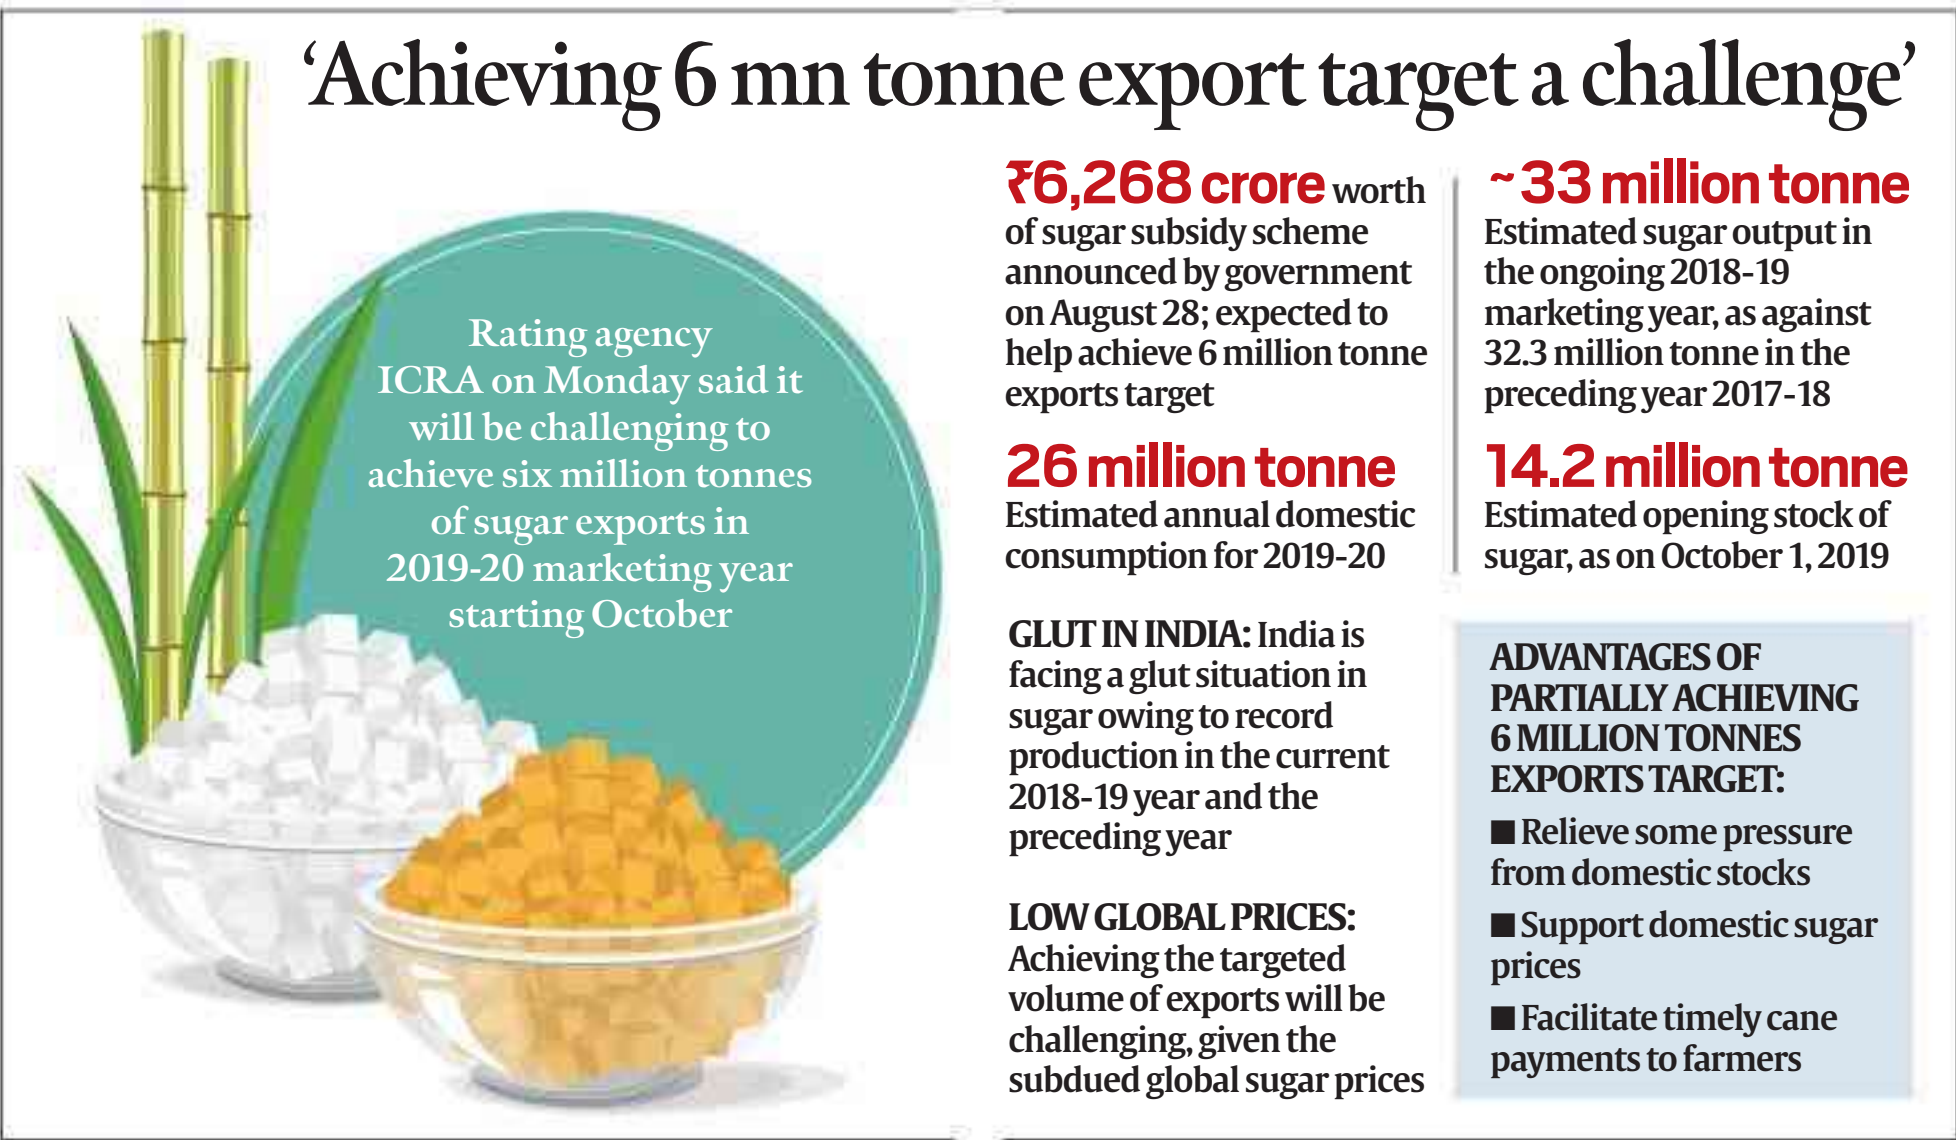 ‘Achieving 6 mn tonne export target a challenge’
Rating agency
ICRA on Monday said it
will be challenging to
achieve six million tonnes
of sugar exports in
2019-20 marketing year
starting October
₹6,268 crore worth
of sugar subsidy scheme
announced by government
on August 28; expected to
help achieve 6 million tonne
exports target
~33 million tonne
Estimated sugar output in
the ongoing 2018-19
marketing year, as against
32.3 million tonne in the
preceding year 2017-18
26 million tonne
Estimated annual domestic
consumption for 2019-20
14.2 million tonne
Estimated opening stock of
sugar, as on October 1, 2019
GLUT IN INDIA: India is
facing a glut situation in
sugar owing to record
production in the current
2018-19 year and the
preceding year
LOW GLOBAL PRICES:
Achieving the targeted
volume of exports will be
challenging, given the
subdued global sugar prices
ADVANTAGES OF
PARTIALLY ACHIEVING
6 MILLION TONNES
EXPORTS TARGET:
■ Relieve some pressure
from domestic stocks
■ Support domestic sugar
prices
■ Facilitate timely cane
payments to farmers